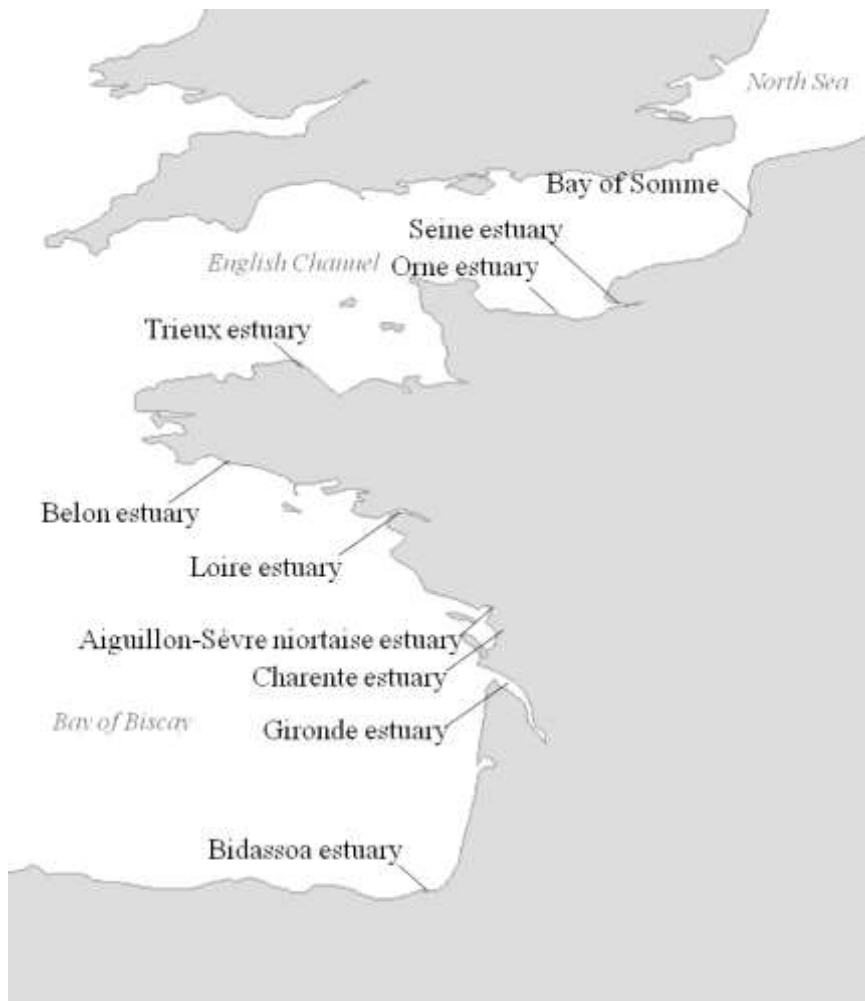 North Sea
Bay of Somme
Seine estuary
English Channel
Orne estuary
Trieux estuary
Belon estuary
Loire estuary
Aiguillon-Sèvre niortaise estuary
Charente estuary
Bay of Biscay
Gironde estuary
Bidassoa estuary